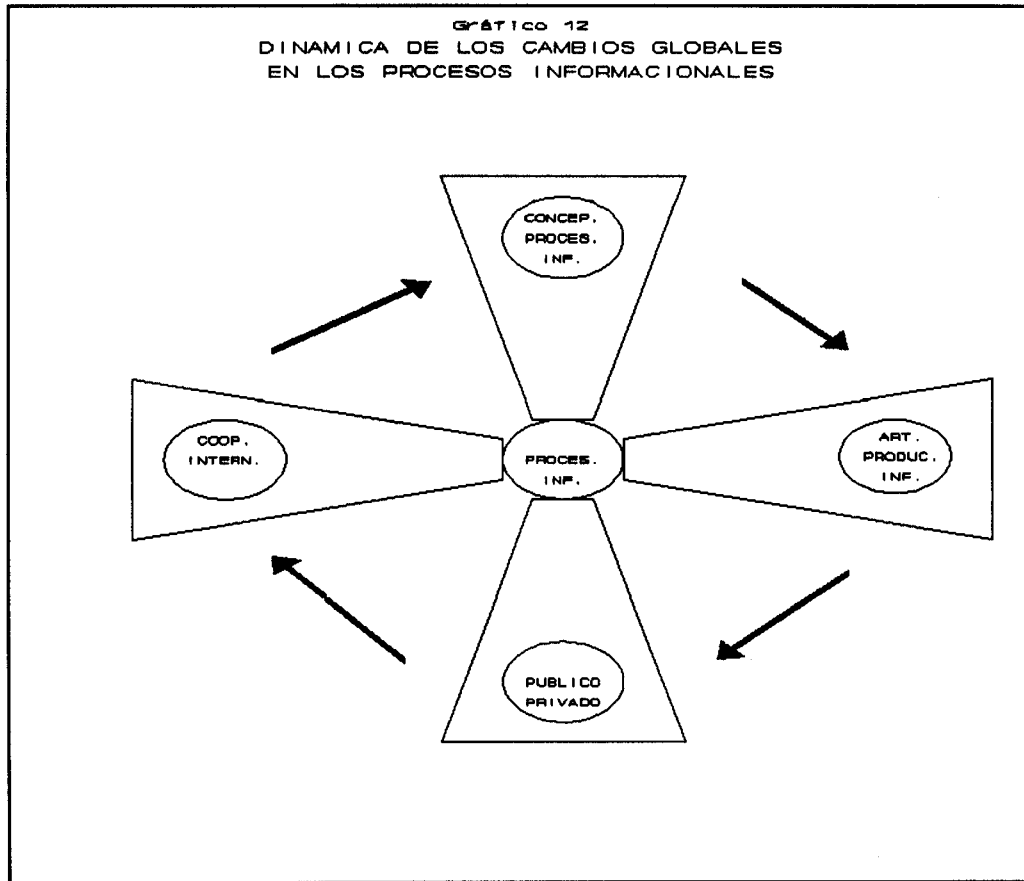 Gráfico 12
DINAMICA DE LOS CAMBIOS GLOBALES
EN LOS PROCESOS INFORMACIONALES
CONCEP.
PROCES.
INF.
COOP.
INTERN.
PROCES.
INF.
ART.
PRODUC.
INF.
PUBLICO
PRIVADO